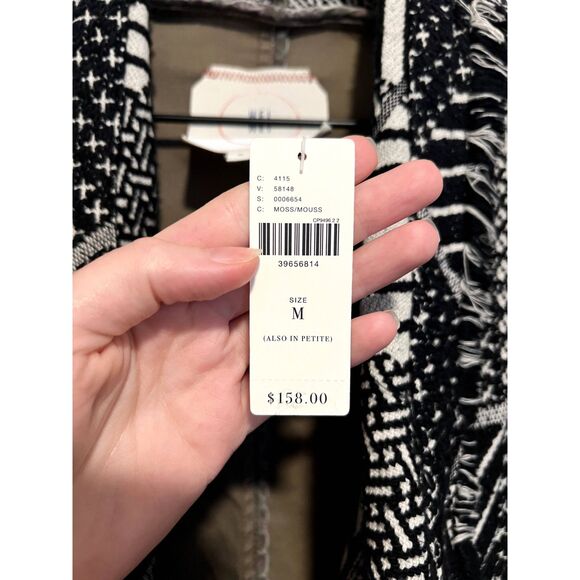 C: 4115
V: 58148
S: 0006654
C: MOSS/MOUSS
CP9496 2 2
39656814
SIZE
M
(ALSO IN PETITE)
$158.00